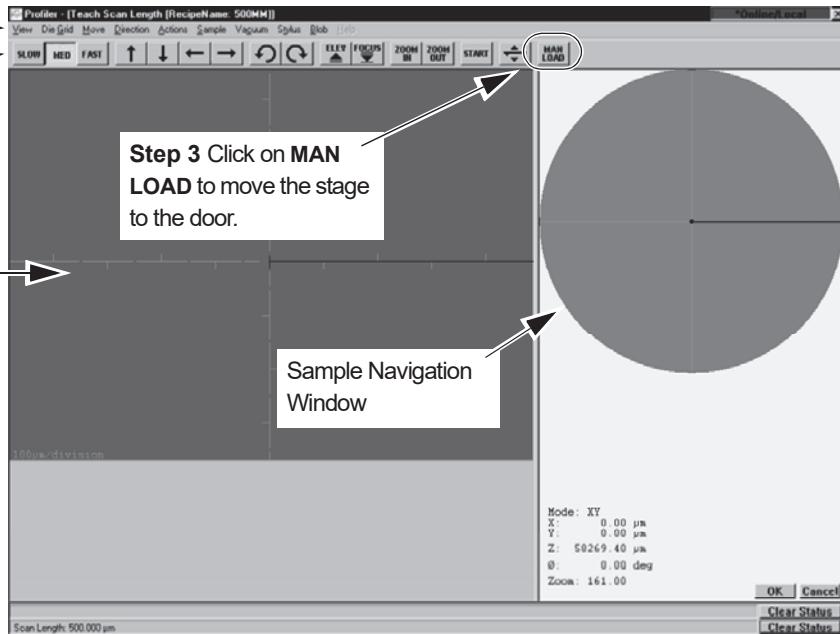 Profiler - [Teach Scan Length [RecipeName: 500MM]]
*Online/Local
View Die Grid Move Direction Actions Sample Vacuum Stylus Blob Help
SLOW MED FAST ELEV FOCUS ZOOM IN ZOOM OUT START MAN LOAD
Step 3 Click on MAN
LOAD to move the stage
to the door.
Sample Navigation
Window
100µm/division
Mode: XY
X: 0.00 µm
Y: 0.00 µm
Z: 50269.40 µm
Ø: 0.00 deg
Zoom: 161.00
OK Cancel
Clear Status
Scan Length: 500.000 µm Clear Status